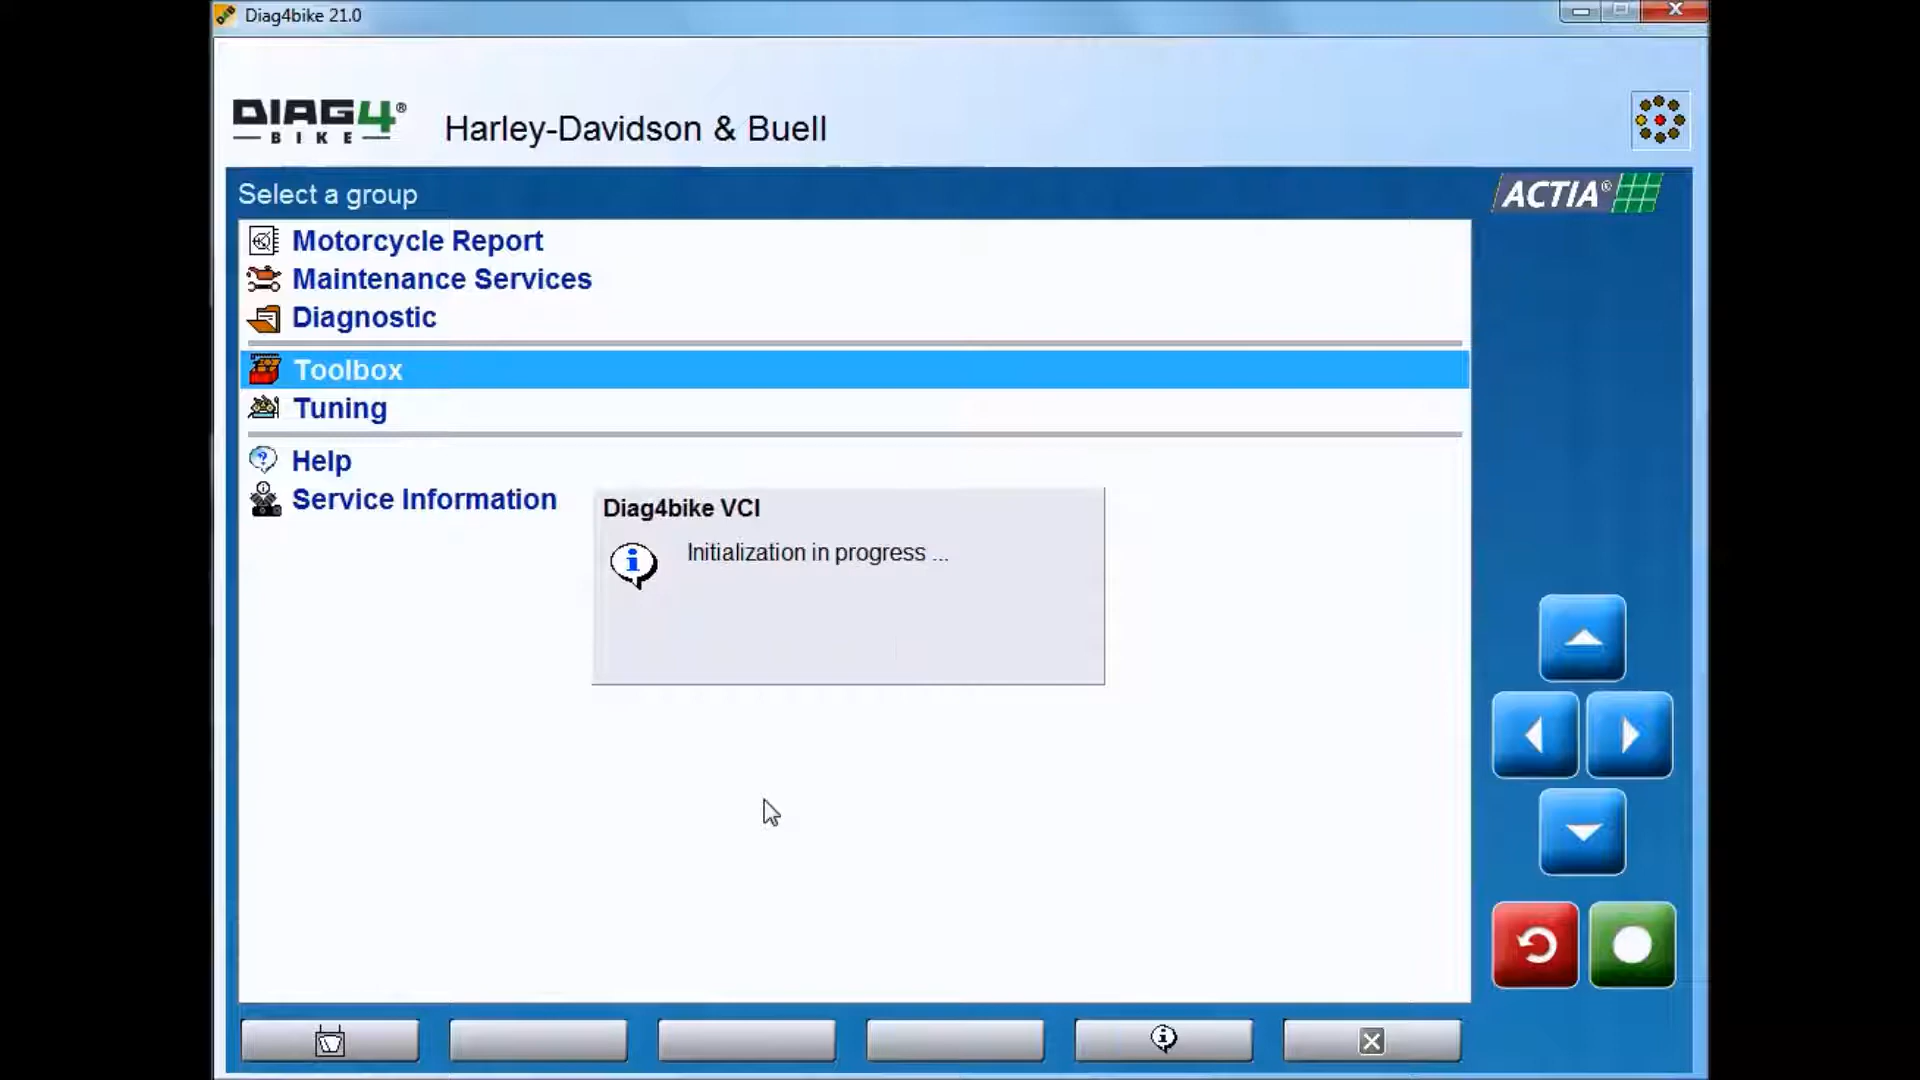 Diag4bike 21.0
DIAG4®
BIKE
Harley-Davidson & Buell
Select a group
ACTIA®
Motorcycle Report
Maintenance Services
Diagnostic
Toolbox
Tuning
Help
Service Information
Diag4bike VCI
Initialization in progress ...